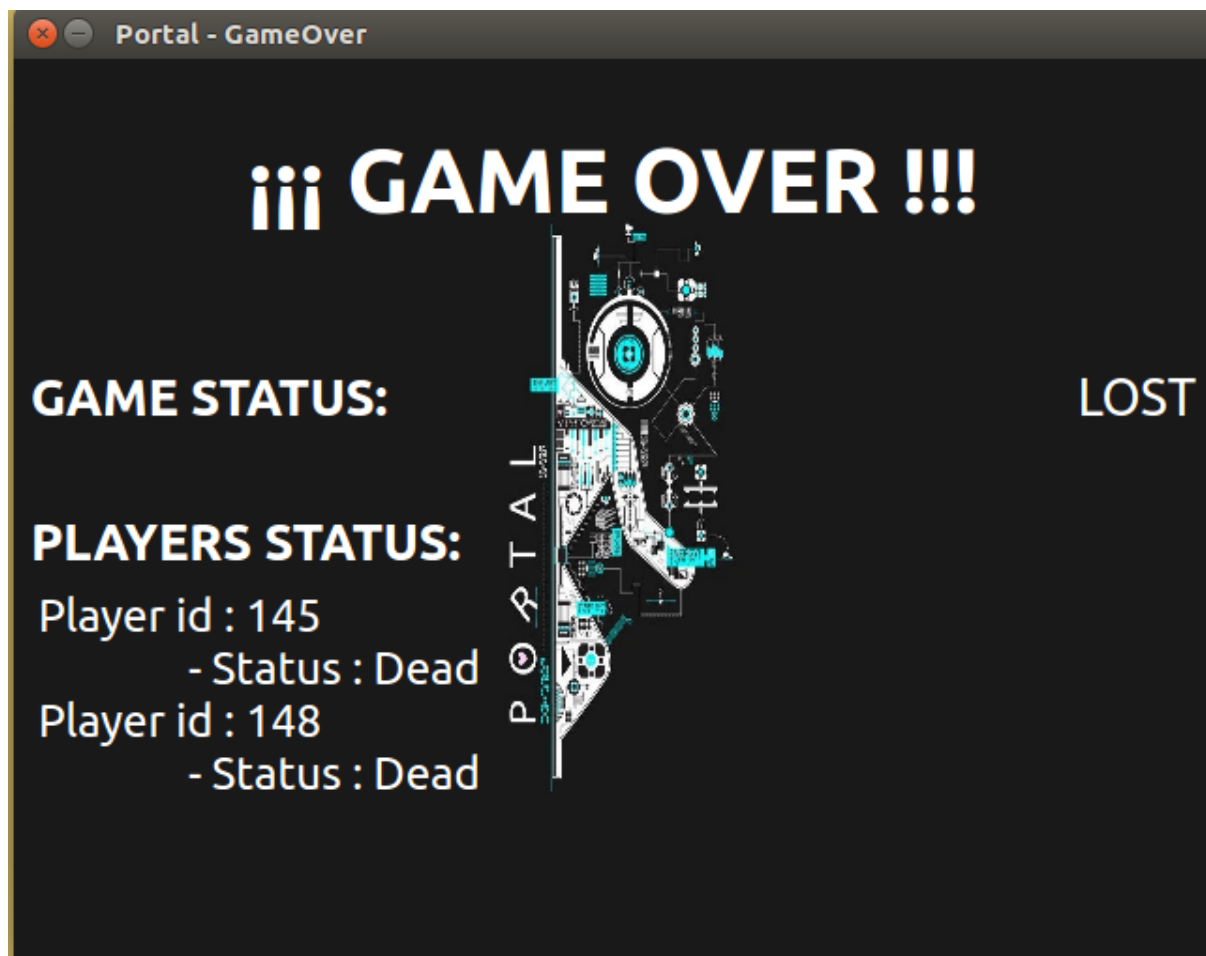 Portal - GameOver
¡¡¡ GAME OVER !!!
GAME STATUS: LOST
PLAYERS STATUS:
Player id : 145
- Status : Dead
Player id : 148
- Status : Dead
PORTAL